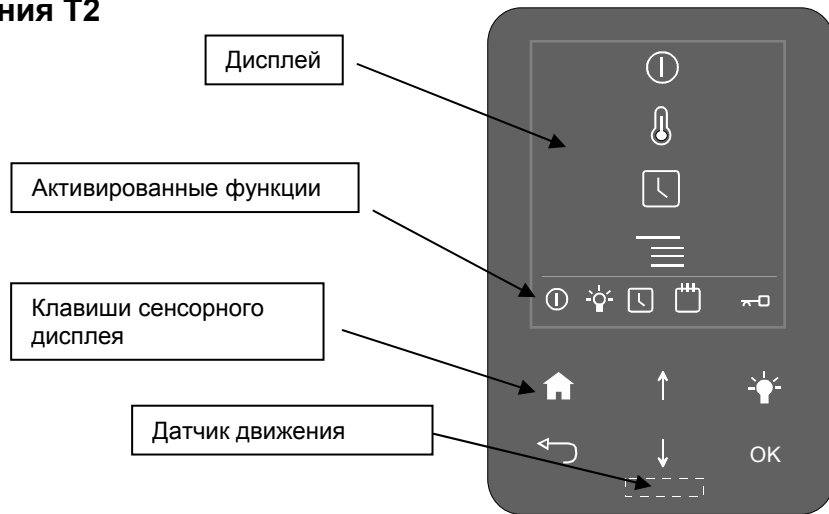 ния T2
Дисплей
Активированные функции
Клавиши сенсорного
дисплея
Датчик движения
OK